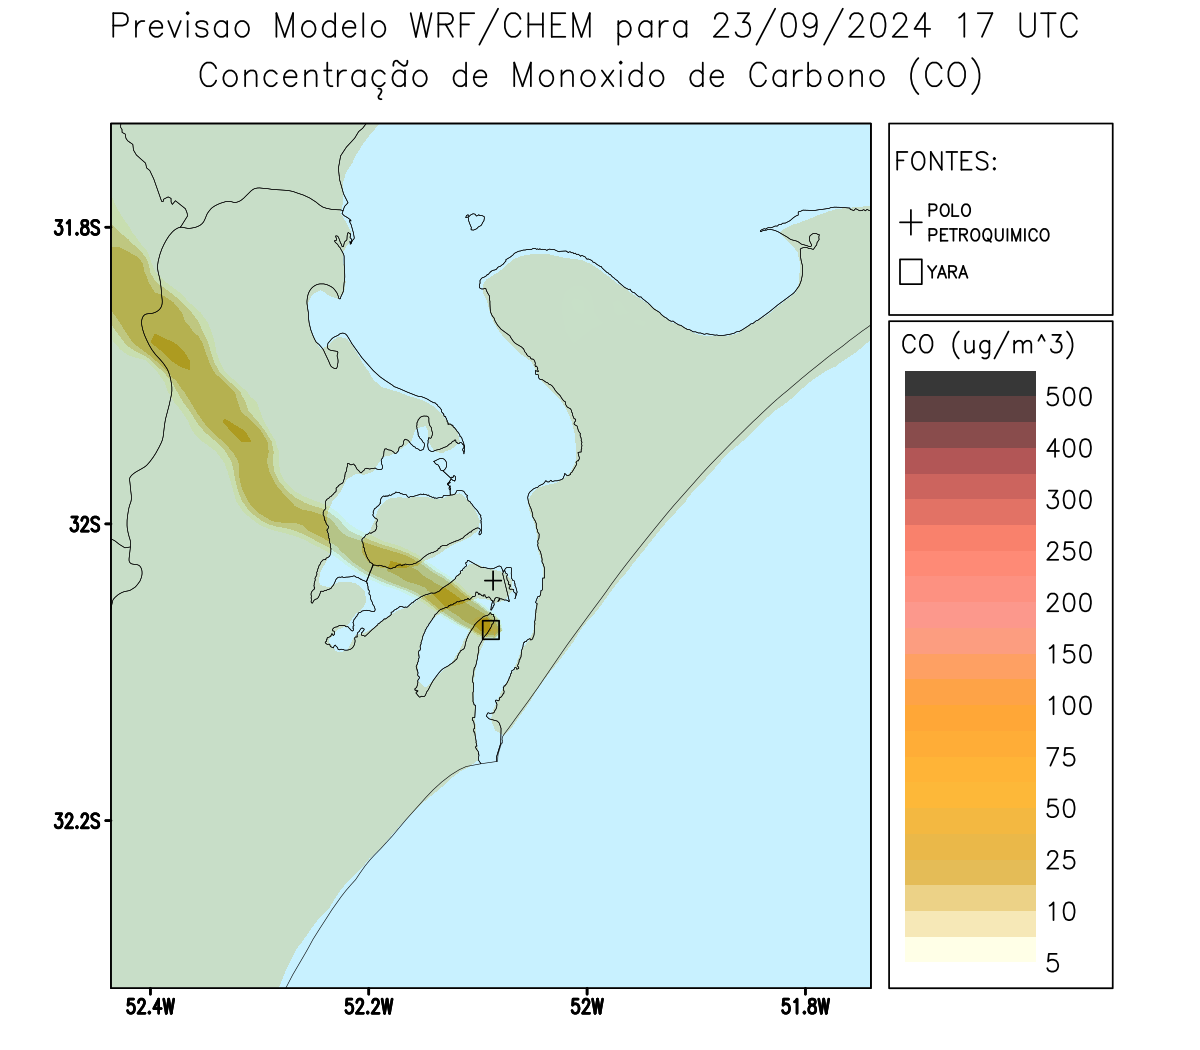 Previsao Modelo WRF/CHEM para 23/09/2024 17 UTC
Concentração de Monoxido de Carbono (CO)
FONTES:
POLO
PETROQUIMICO
YARA
CO (ug/m^3)
500
400
300
250
200
150
100
75
50
25
10
5
31.8S
32S
32.2S
52.4W
52.2W
52W
51.8W